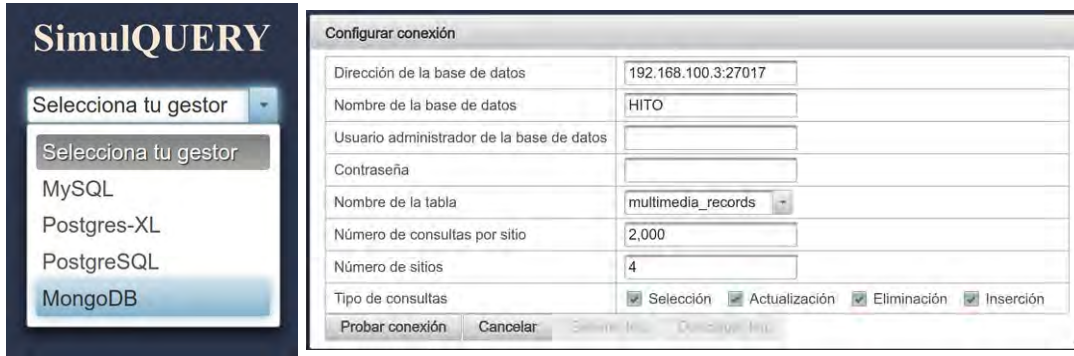 SimulQUERY
Selecciona tu gestor
Selecciona tu gestor
MySQL
Postgres-XL
PostgreSQL
MongoDB
Configurar conexión
Dirección de la base de datos 192.168.100.3:27017
Nombre de la base de datos HITO
Usuario administrador de la base de datos
Contraseña
Nombre de la tabla multimedia_records
Número de consultas por sitio 2,000
Número de sitios 4
Tipo de consultas Selección Actualización Eliminación Inserción
Probar conexión Cancelar